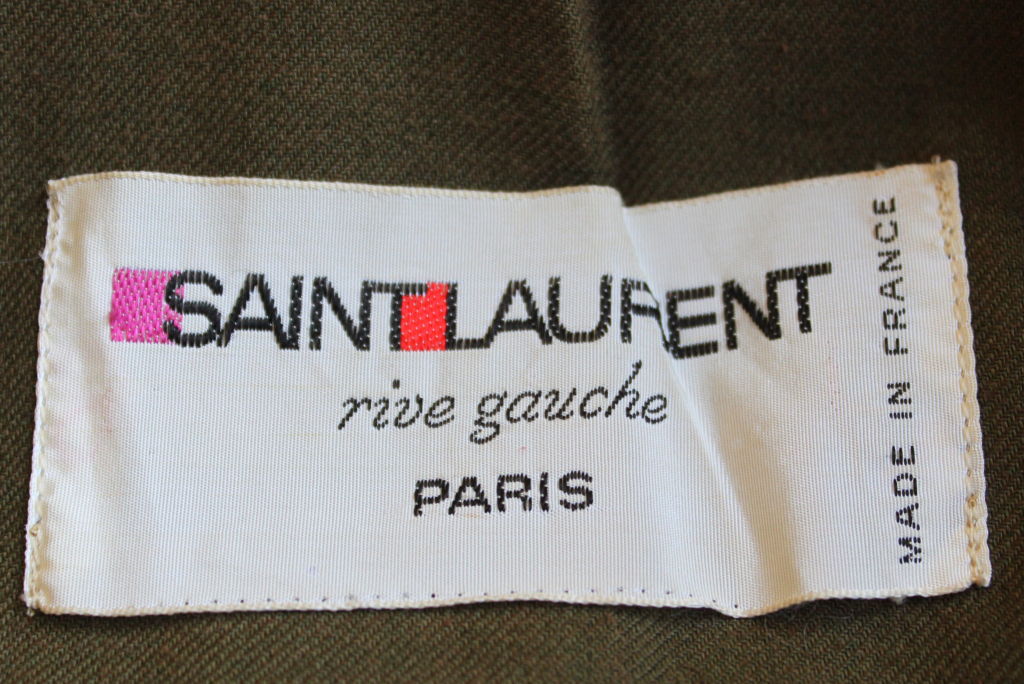 SAINT LAURENT
rive gauche
PARIS
MADE IN FRANCE